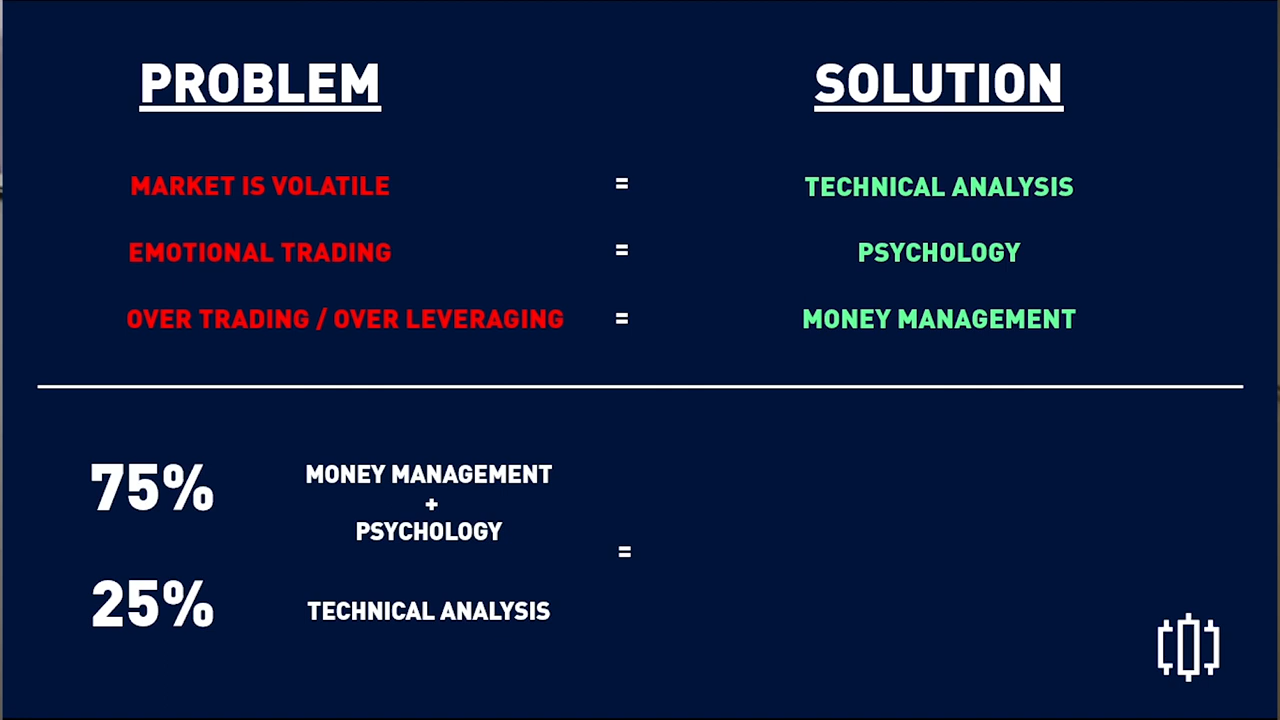 PROBLEM
SOLUTION
MARKET IS VOLATILE = TECHNICAL ANALYSIS
EMOTIONAL TRADING = PSYCHOLOGY
OVER TRADING / OVER LEVERAGING = MONEY MANAGEMENT
75%
MONEY MANAGEMENT
+
PSYCHOLOGY
=
25%
TECHNICAL ANALYSIS